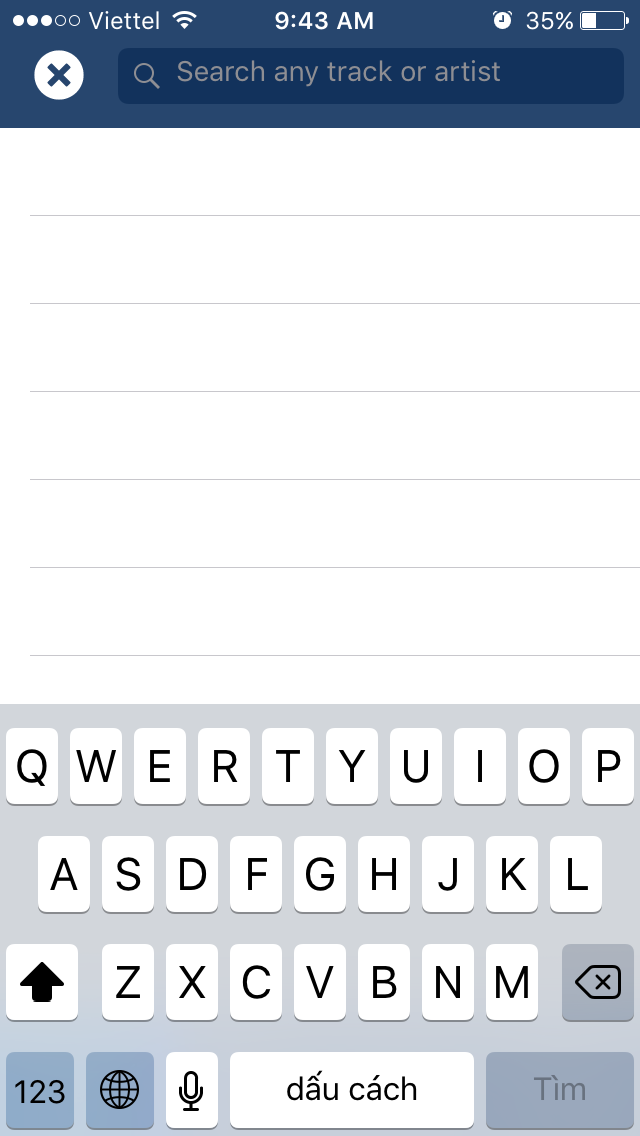 Viettel 9:43 AM 35%
Search any track or artist
Q W E R T Y U I O P
A S D F G H J K L
Z X C V B N M
123 dấu cách Tìm